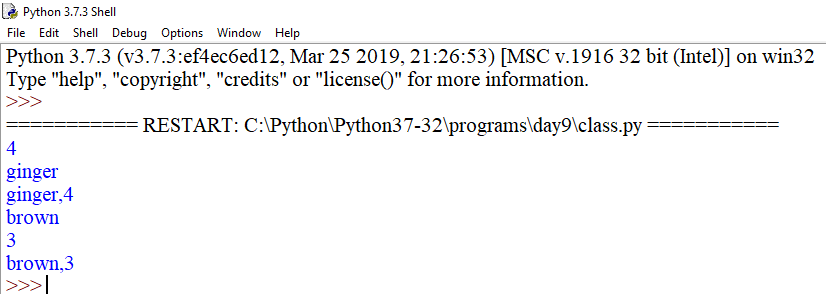 Python 3.7.3 Shell
File Edit Shell Debug Options Window Help
Python 3.7.3 (v3.7.3:ef4ec6ed12, Mar 25 2019, 21:26:53) [MSC v.1916 32 bit (Intel)] on win32
Type "help", "copyright", "credits" or "license()" for more information.
>>>
=========== RESTART: C:\Python\Python37-32\programs\day9\class.py ===========
4
ginger
ginger,4
brown
3
brown,3
>>>